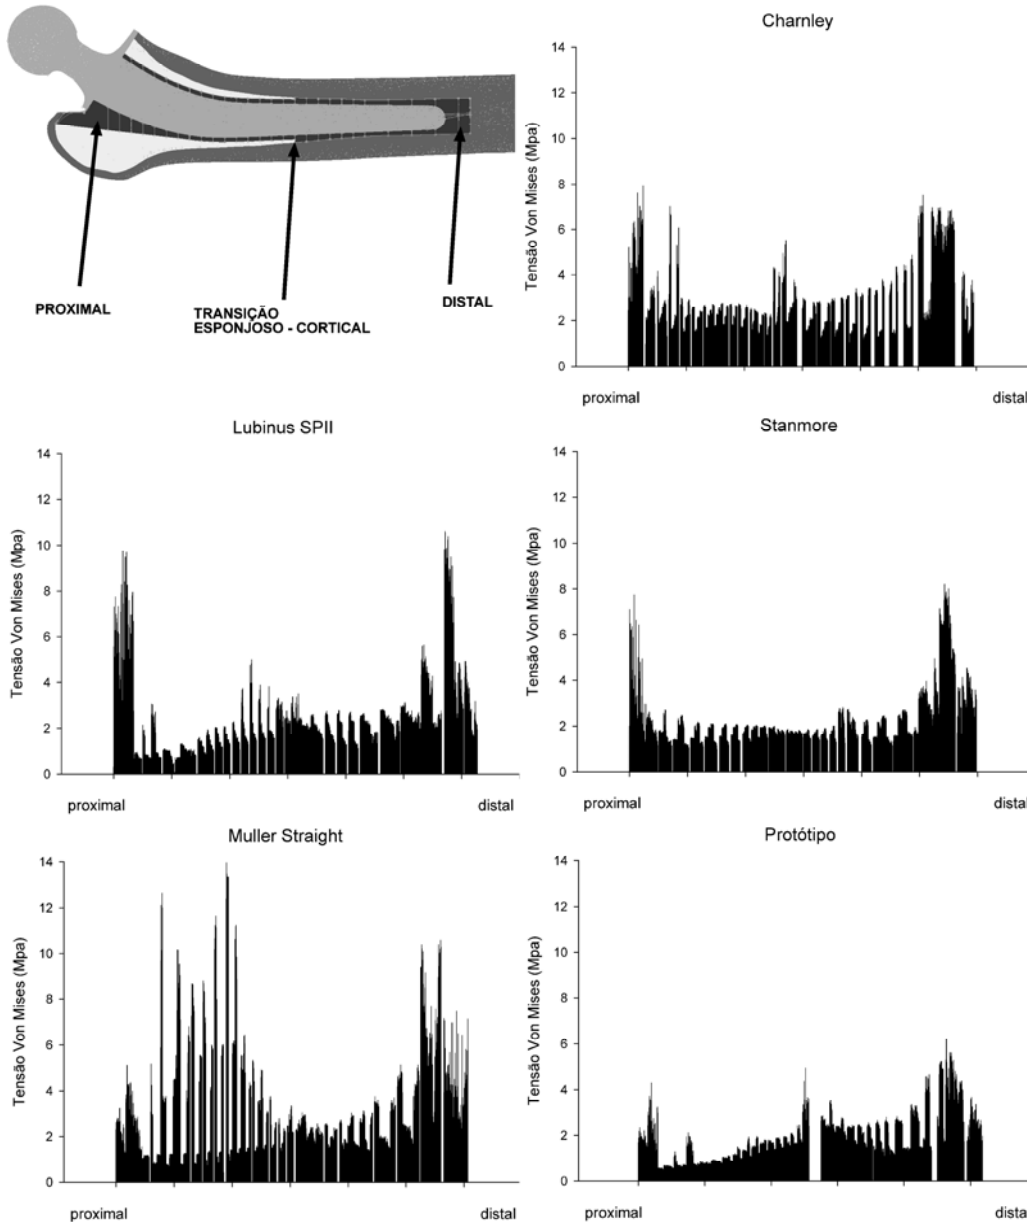 PROXIMAL
TRANSIÇÃO
ESPONJOSO - CORTICAL
DISTAL
Charnley
Tensão Von Mises (Mpa)
14
12
10
8
6
4
2
0
proximal
distal
Lubinus SPII
Tensão Von Mises (Mpa)
14
12
10
8
6
4
2
0
proximal
distal
Stanmore
Tensão Von Mises (Mpa)
14
12
10
8
6
4
2
0
proximal
distal
Muller Straight
Tensão Von Mises (Mpa)
14
12
10
8
6
4
2
0
proximal
distal
Protótipo
Tensão Von Mises (Mpa)
14
12
10
8
6
4
2
0
proximal
distal